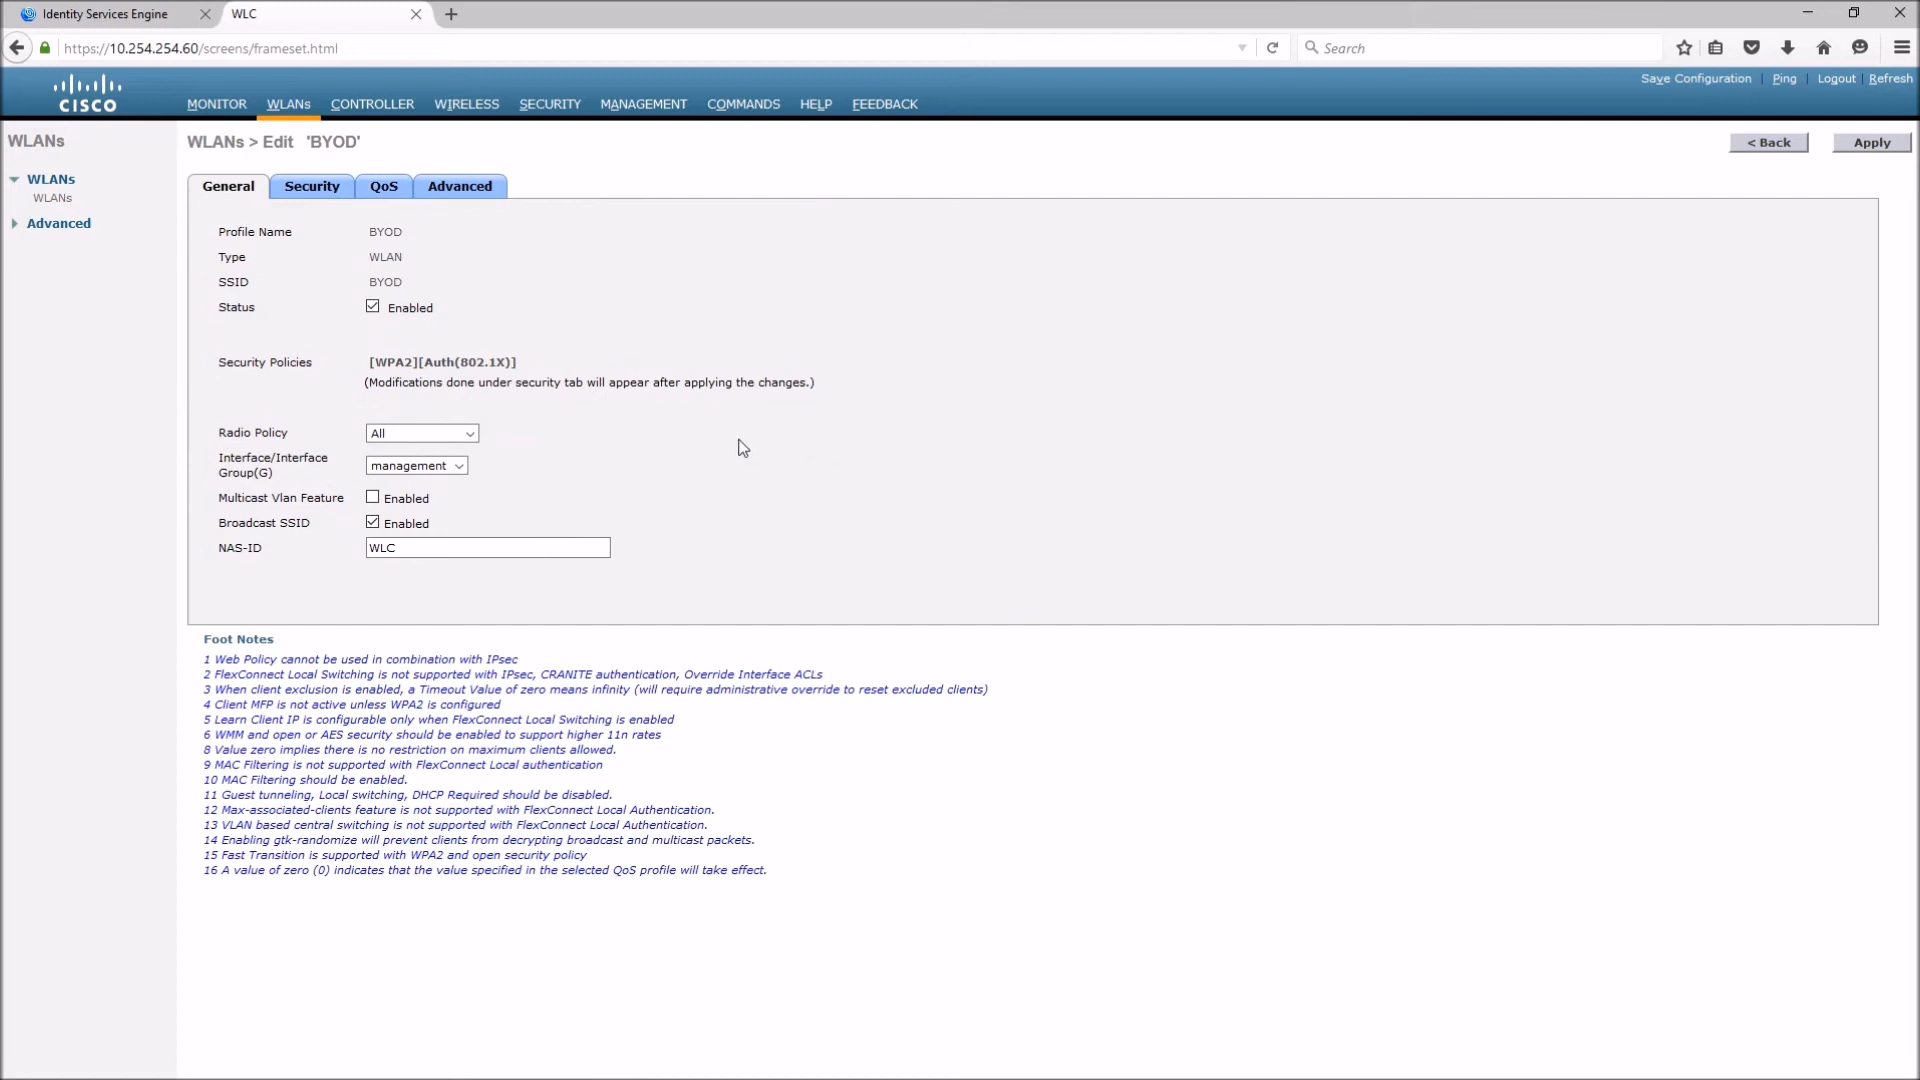 Identity Services Engine
WLC
https://10.254.254.60/screens/frameset.html
Search
Save Configuration | Ping | Logout | Refresh
CISCO
MONITOR WLANs CONTROLLER WIRELESS SECURITY MANAGEMENT COMMANDS HELP FEEDBACK
WLANs
WLANs > Edit 'BYOD'
< Back
Apply
WLANs
WLANs
Advanced
General Security QoS Advanced
Profile Name BYOD
Type WLAN
SSID BYOD
Status Enabled
Security Policies [WPA2][Auth(802.1X)]
(Modifications done under security tab will appear after applying the changes.)
Radio Policy All
Interface/Interface
Group(G) management
Multicast Vlan Feature Enabled
Broadcast SSID Enabled
NAS-ID WLC
Foot Notes
1 Web Policy cannot be used in combination with IPsec
2 FlexConnect Local Switching is not supported with IPsec, CRANITE authentication, Override Interface ACLs
3 When client exclusion is enabled, a Timeout Value of zero means infinity (will require administrative override to reset excluded clients)
4 Client MFP is not active unless WPA2 is configured
5 Learn Client IP is configurable only when FlexConnect Local Switching is enabled
6 WMM and open or AES security should be enabled to support higher 11n rates
8 Value zero implies there is no restriction on maximum clients allowed.
9 MAC Filtering is not supported with FlexConnect Local authentication
10 MAC Filtering should be enabled.
11 Guest tunneling, Local switching, DHCP Required should be disabled.
12 Max-associated-clients feature is not supported with FlexConnect Local Authentication.
13 VLAN based central switching is not supported with FlexConnect Local Authentication.
14 Enabling gtk-randomize will prevent clients from decrypting broadcast and multicast packets.
15 Fast Transition is supported with WPA2 and open security policy
16 A value of zero (0) indicates that the value specified in the selected QoS profile will take effect.